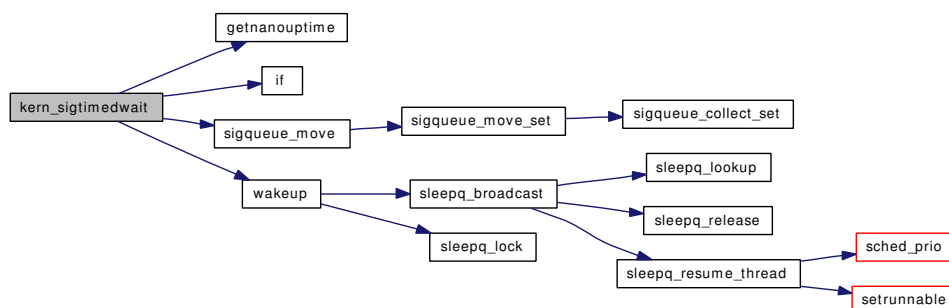 getnanouptime
if
kern_sigtimedwait
sigqueue_move
sigqueue_move_set
sigqueue_collect_set
wakeup
sleepq_broadcast
sleepq_lookup
sleepq_release
sleepq_lock
sleepq_resume_thread
sched_prio
setrunnable